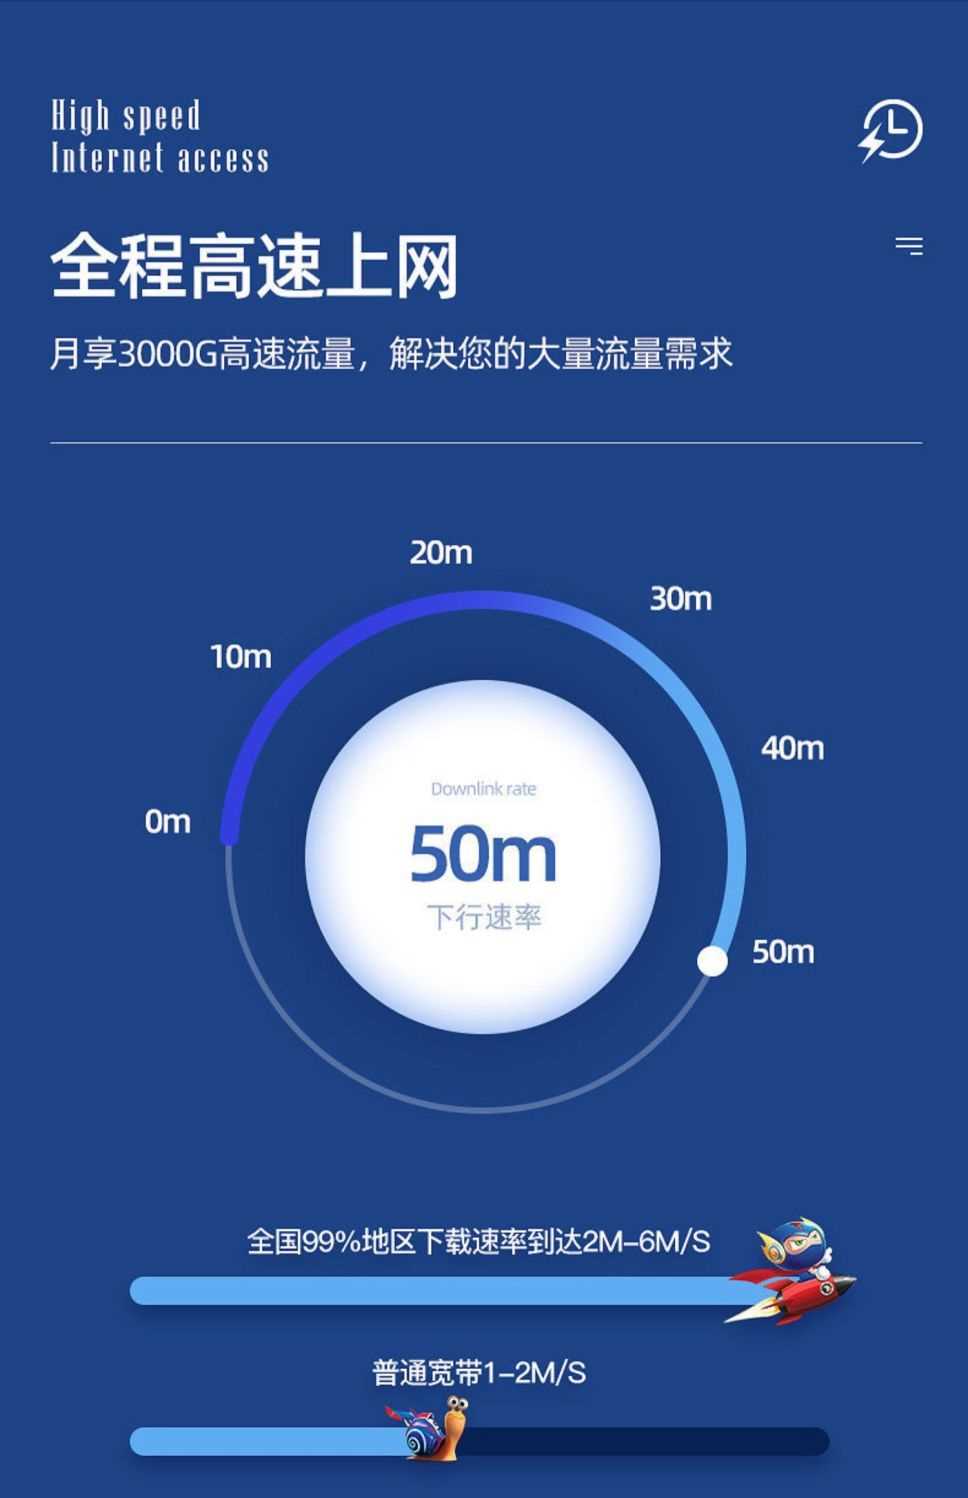 High speed
Internet access
全程高速上网
月享3000G高速流量，解决您的大量流量需求
20m
30m
10m
40m
0m
Downlink rate
50m
下行速率
50m
全国99%地区下载速率到达2M-6M/S
普通宽带1-2M/S